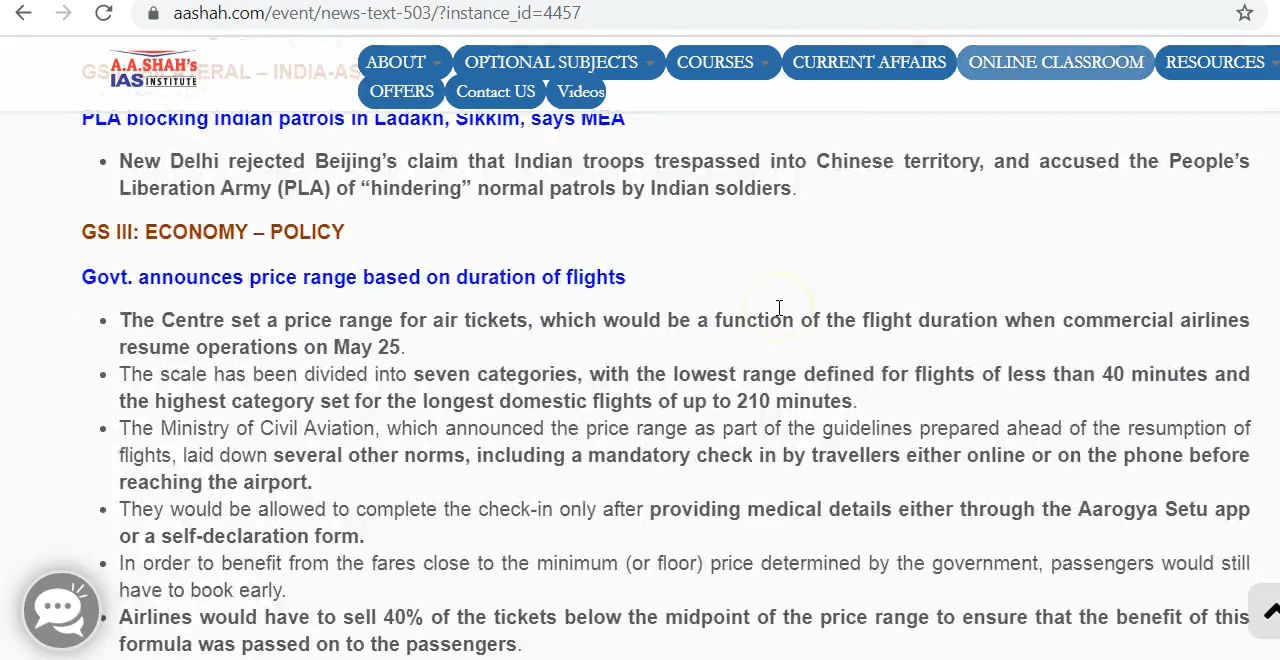 aashah.com/event/news-text-503/?instance_id=4457
A.A.SHAH's
IAS INSTITUTE
ABOUT
OPTIONAL SUBJECTS
COURSES
CURRENT AFFAIRS
ONLINE CLASSROOM
RESOURCES
OFFERS
Contact US
Videos
PLA blocking Indian patrols in Ladakh, Sikkim, says MEA
New Delhi rejected Beijing’s claim that Indian troops trespassed into Chinese territory, and accused the People’s
Liberation Army (PLA) of “hindering” normal patrols by Indian soldiers.
GS III: ECONOMY – POLICY
Govt. announces price range based on duration of flights
The Centre set a price range for air tickets, which would be a function of the flight duration when commercial airlines
resume operations on May 25.
The scale has been divided into seven categories, with the lowest range defined for flights of less than 40 minutes and
the highest category set for the longest domestic flights of up to 210 minutes.
The Ministry of Civil Aviation, which announced the price range as part of the guidelines prepared ahead of the resumption of
flights, laid down several other norms, including a mandatory check in by travellers either online or on the phone before
reaching the airport.
They would be allowed to complete the check-in only after providing medical details either through the Aarogya Setu app
or a self-declaration form.
In order to benefit from the fares close to the minimum (or floor) price determined by the government, passengers would still
have to book early.
Airlines would have to sell 40% of the tickets below the midpoint of the price range to ensure that the benefit of this
formula was passed on to the passengers.